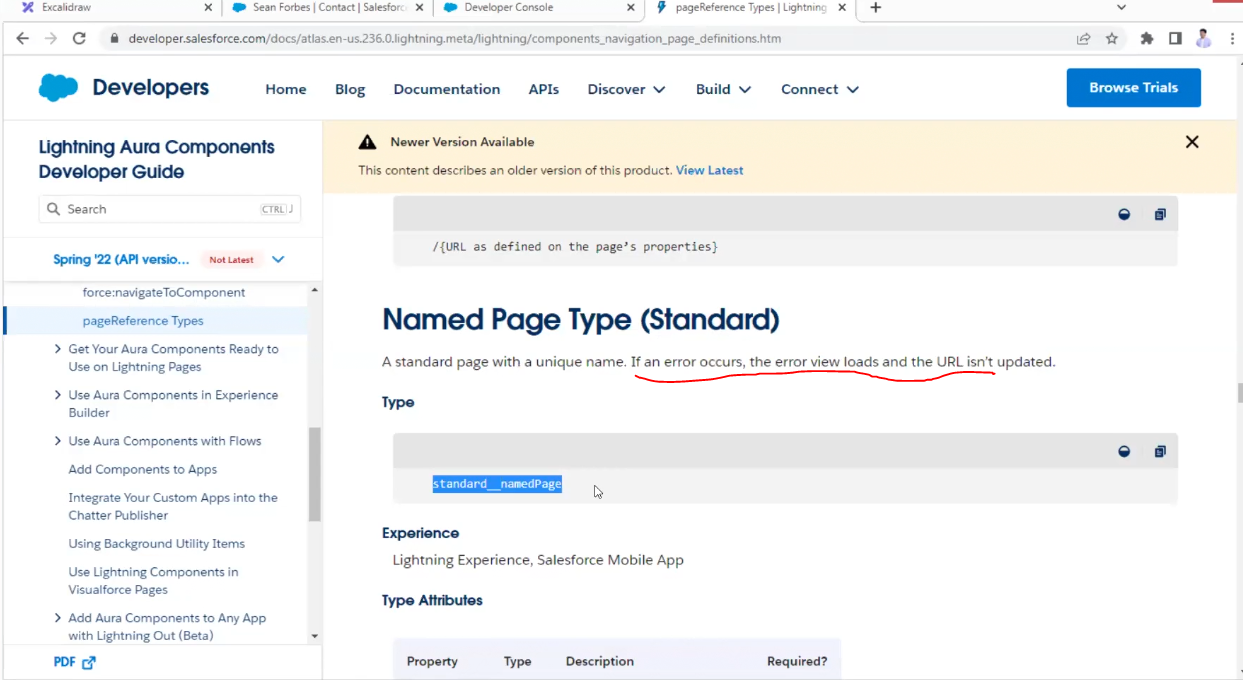 Excalidraw
Sean Forbes | Contact | Salesforc
Developer Console
pageReference Types | Lightning
developer.salesforce.com/docs/atlas.en-us.236.0.lightning.meta/lightning/components_navigation_page_definitions.htm
Developers
Home
Blog
Documentation
APIs
Discover
Build
Connect
Browse Trials
Lightning Aura Components
Developer Guide
Search
CTRL J
Spring '22 (API versio...
Not Latest
force:navigateToComponent
pageReference Types
Get Your Aura Components Ready to
Use on Lightning Pages
Use Aura Components in Experience
Builder
Use Aura Components with Flows
Add Components to Apps
Integrate Your Custom Apps into the
Chatter Publisher
Using Background Utility Items
Use Lightning Components in
Visualforce Pages
Add Aura Components to Any App
with Lightning Out (Beta)
PDF
Newer Version Available
This content describes an older version of this product. View Latest
/{URL as defined on the page’s properties}
Named Page Type (Standard)
A standard page with a unique name. If an error occurs, the error view loads and the URL isn’t updated.
Type
standard__namedPage
Experience
Lightning Experience, Salesforce Mobile App
Type Attributes
Property
Type
Description
Required?